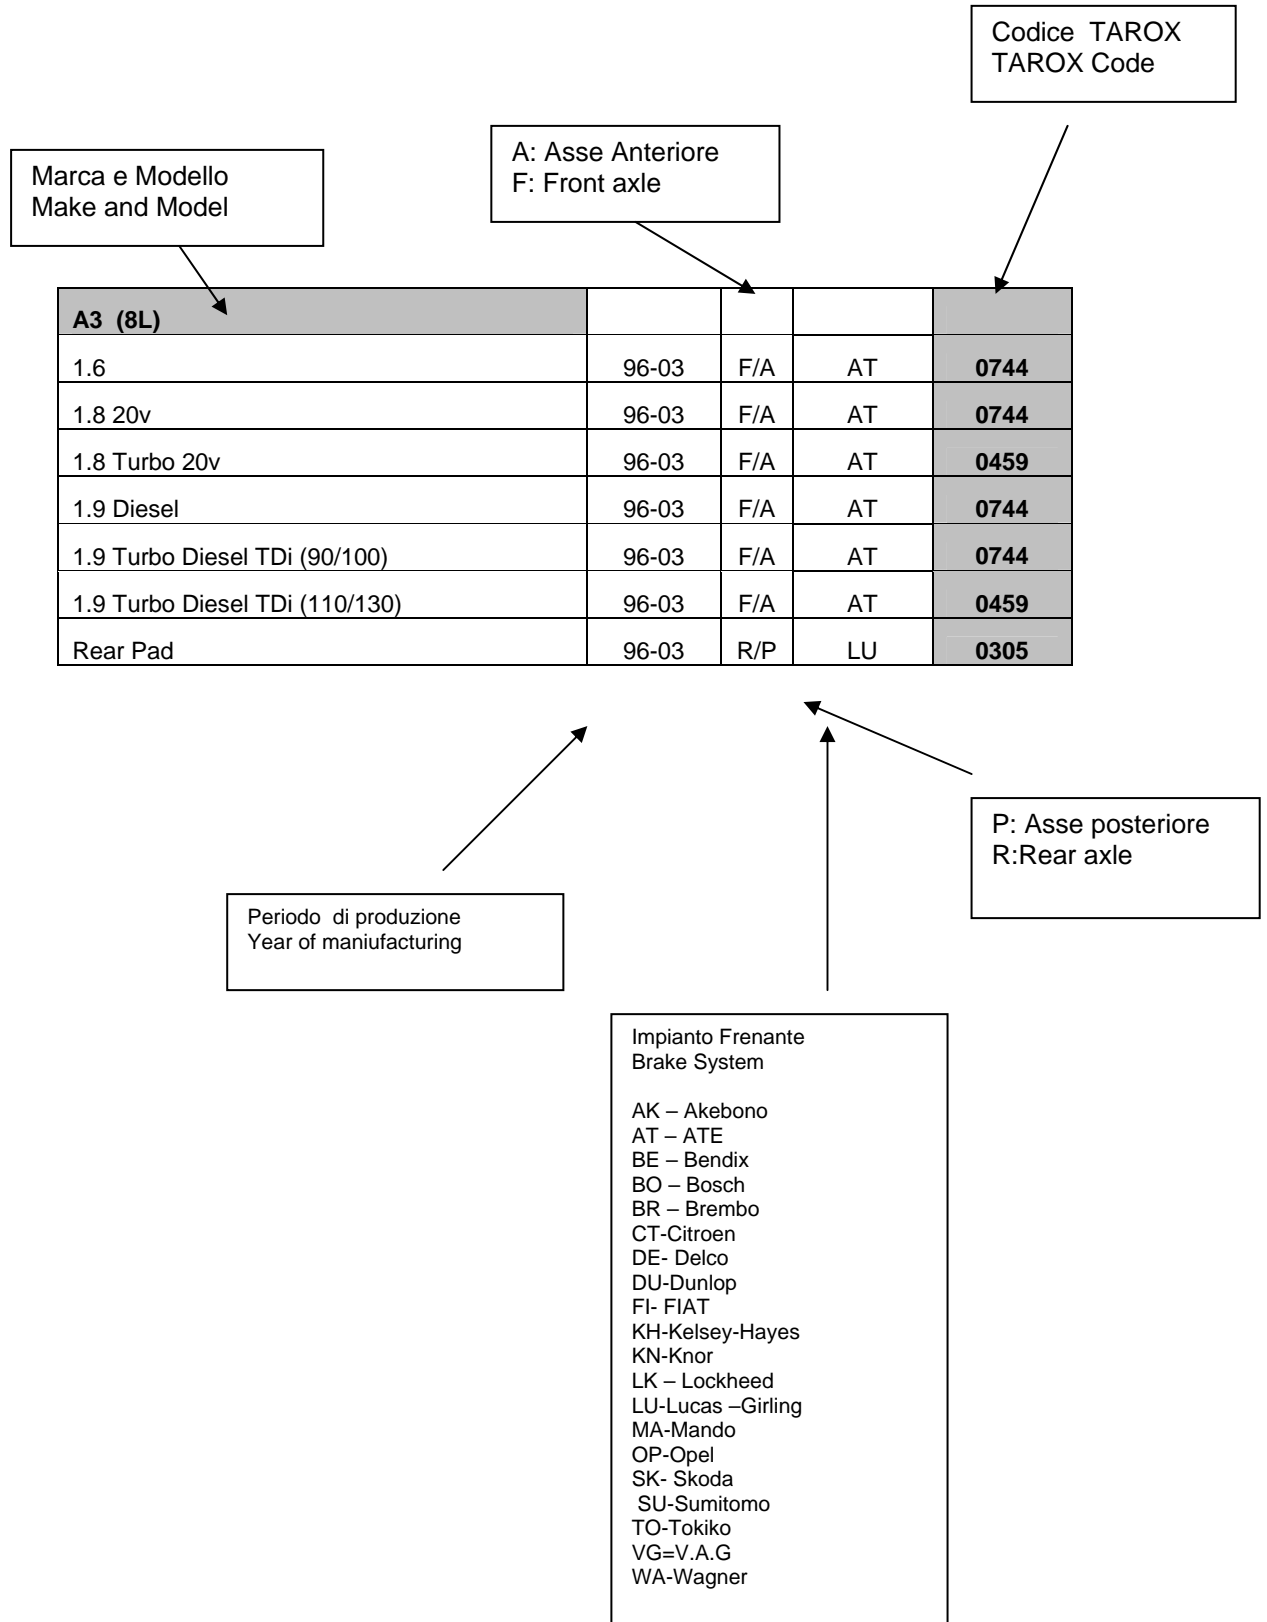 Codice  TAROX
TAROX Code
A: Asse Anteriore
F: Front axle
Marca e Modello
Make and Model
A3  (8L)
1.6 96-03 F/A AT 0744
1.8 20v 96-03 F/A AT 0744
1.8 Turbo 20v 96-03 F/A AT 0459
1.9 Diesel 96-03 F/A AT 0744
1.9 Turbo Diesel TDi (90/100) 96-03 F/A AT 0744
1.9 Turbo Diesel TDi (110/130) 96-03 F/A AT 0459
Rear Pad 96-03 R/P LU 0305
P: Asse posteriore
R:Rear axle
Periodo  di produzione
Year of maniufacturing
Impianto Frenante
Brake System
AK – Akebono
AT – ATE
BE – Bendix
BO – Bosch
BR – Brembo
CT-Citroen
DE- Delco
DU-Dunlop
FI- FIAT
KH-Kelsey-Hayes
KN-Knor
LK – Lockheed
LU-Lucas –Girling
MA-Mando
OP-Opel
SK- Skoda
SU-Sumitomo
TO-Tokiko
VG=V.A.G
WA-Wagner